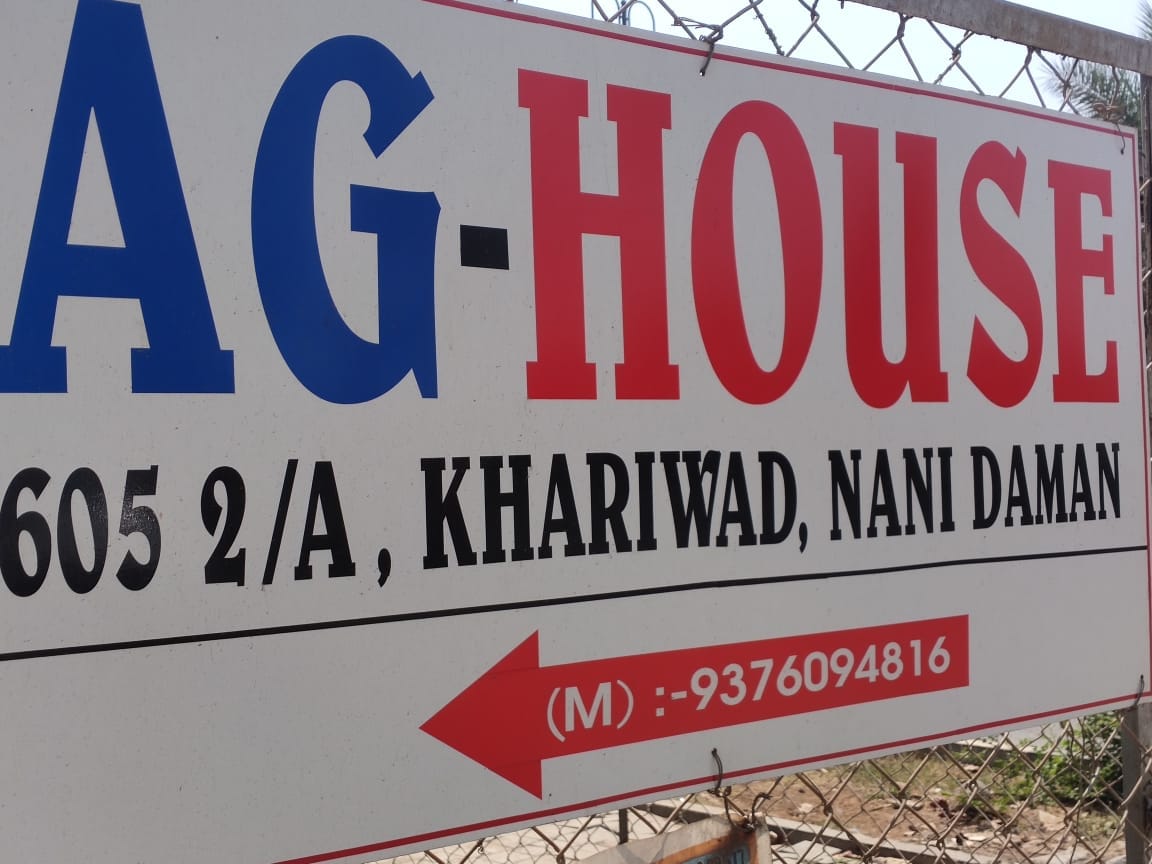 AG-HOUSE
605 2/A, KHARIWAD, NANI DAMAN
(M) :-9376094816